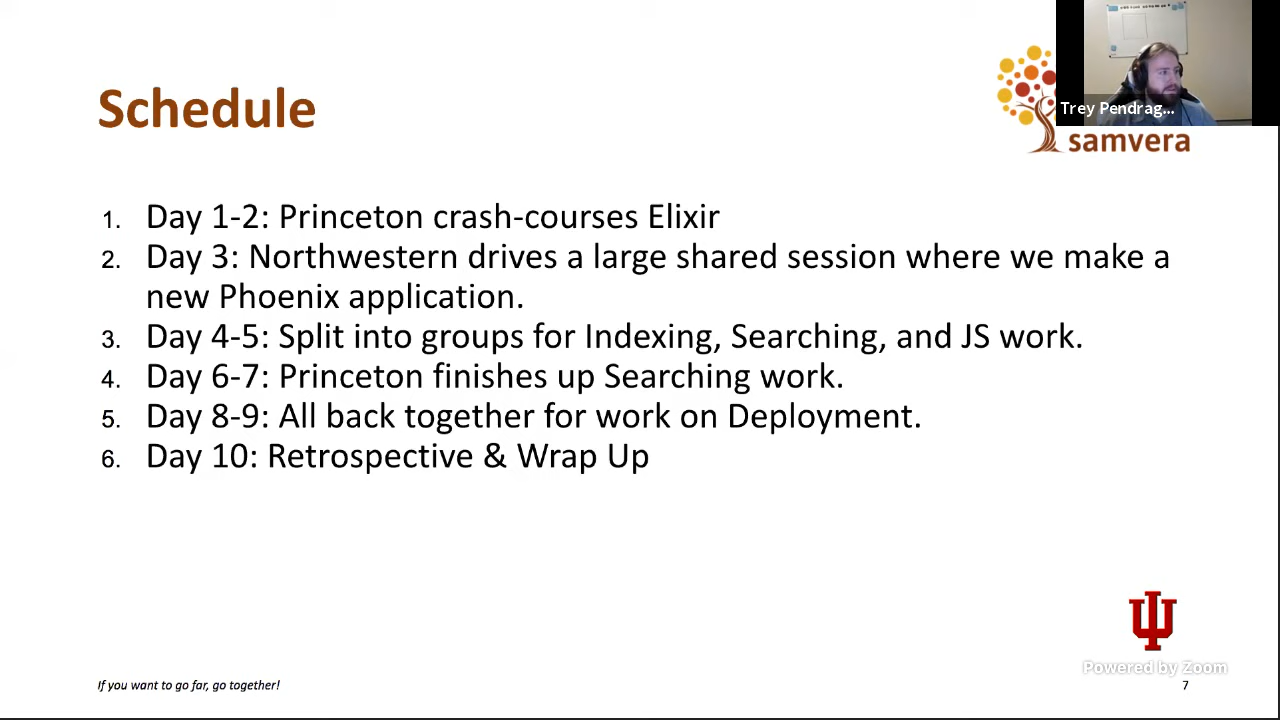 Schedule
Trey Pendrag...
samvera
1. Day 1-2: Princeton crash-courses Elixir
2. Day 3: Northwestern drives a large shared session where we make a
new Phoenix application.
3. Day 4-5: Split into groups for Indexing, Searching, and JS work.
4. Day 6-7: Princeton finishes up Searching work.
5. Day 8-9: All back together for work on Deployment.
6. Day 10: Retrospective & Wrap Up
Powered by Zoom
If you want to go far, go together!
7